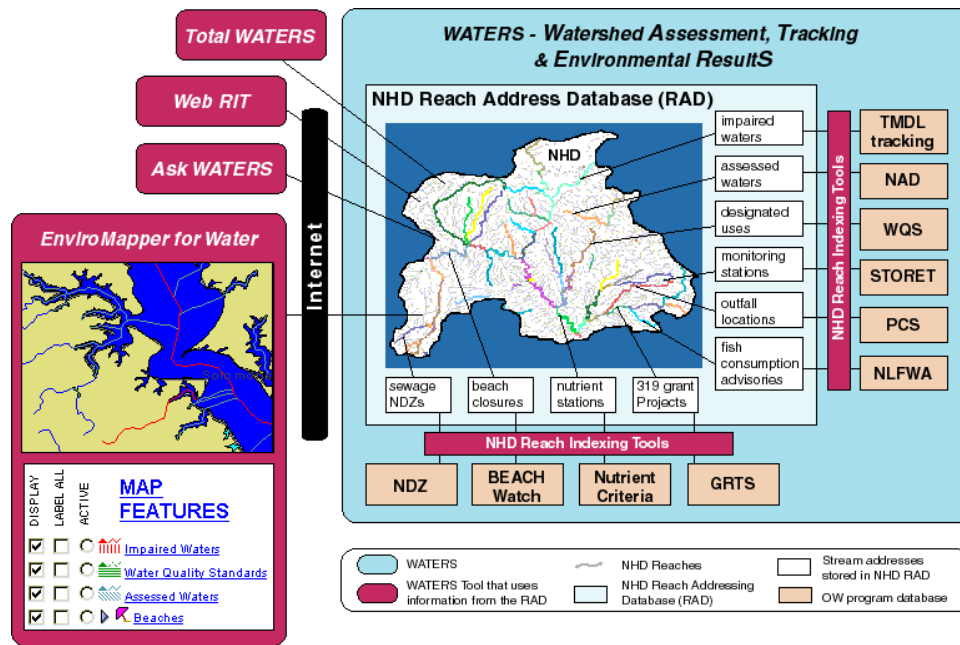 Total WATERS
Web RIT
Ask WATERS
Internet
EnviroMapper for Water
DISPLAY
LABEL ALL
ACTIVE
MAP
FEATURES
Impaired Waters
Water Quality Standards
Assessed Waters
Beaches
WATERS - Watershed Assessment, Tracking
& Environmental ResultS
NHD Reach Address Database (RAD)
NHD
impaired
waters
assessed
waters
designated
uses
monitoring
stations
outfall
locations
fish
consumption
advisories
NHD Reach Indexing Tools
TMDL
tracking
NAD
WQS
STORET
PCS
NLFWA
sewage
NDZs
beach
closures
nutrient
stations
319 grant
Projects
NHD Reach Indexing Tools
NDZ
BEACH
Watch
Nutrient
Criteria
GRTS
WATERS
WATERS Tool that uses
information from the RAD
NHD Reaches
NHD Reach Addressing
Database (RAD)
Stream addresses
stored in NHD RAD
OW program database